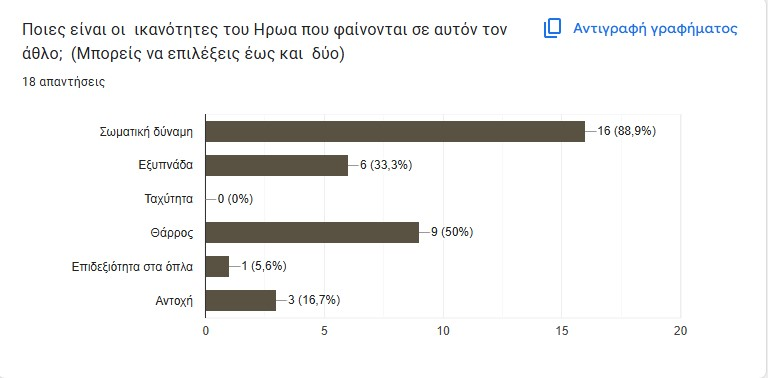 Ποιες είναι οι  ικανότητες του Ηρωα που φαίνονται σε αυτόν τον
άθλο;  (Μπορείς να επιλέξεις έως και  δύο)
Αντιγραφή γραφήματος
18 απαντήσεις
Σωματική δύναμη 16 (88,9%)
Εξυπνάδα 6 (33,3%)
Ταχύτητα 0 (0%)
Θάρρος 9 (50%)
Επιδεξιότητα στα όπλα 1 (5,6%)
Αντοχή 3 (16,7%)
0 5 10 15 20